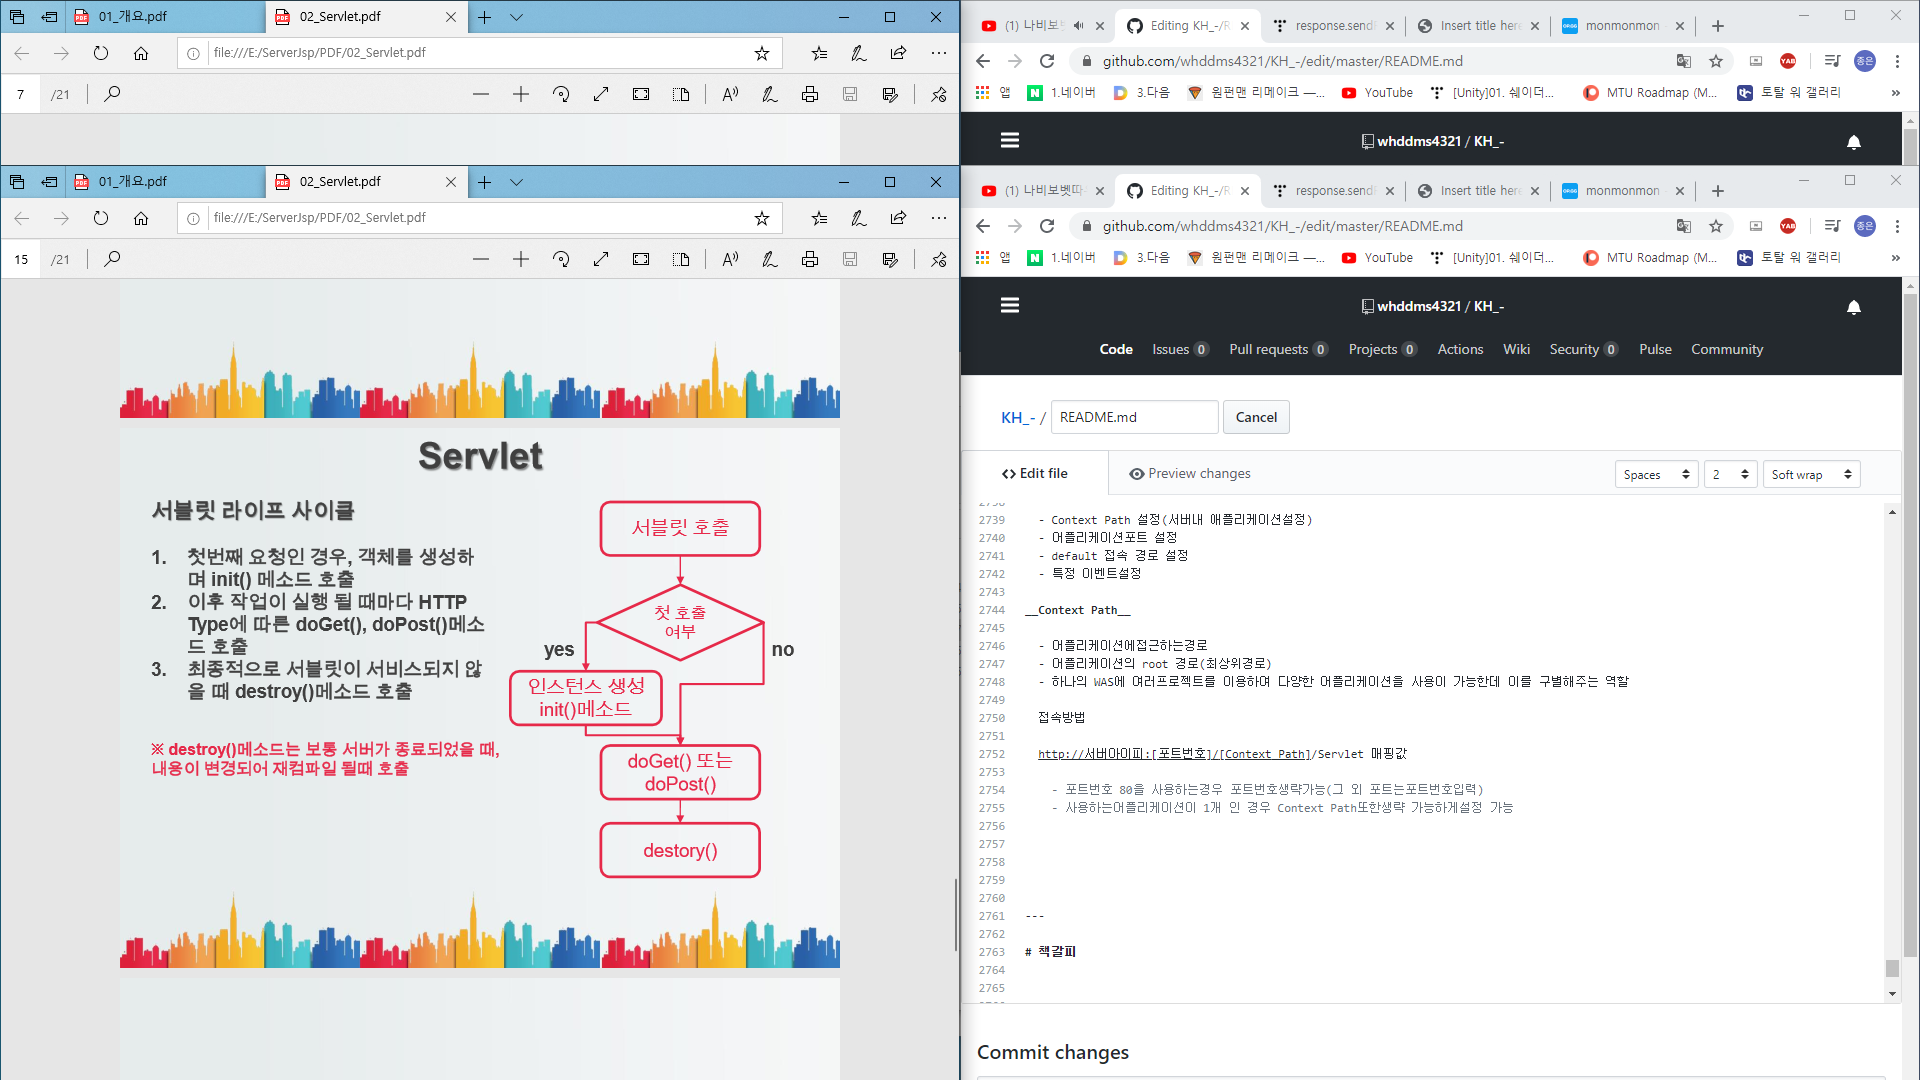 01_개요.pdf
02_Servlet.pdf
file:///E:/ServerJsp/PDF/02_Servlet.pdf
7 /21
01_개요.pdf
02_Servlet.pdf
file:///E:/ServerJsp/PDF/02_Servlet.pdf
15 /21
Servlet
서블릿 라이프 사이클
1. 첫번째 요청인 경우, 객체를 생성하
며 init() 메소드 호출
2. 이후 작업이 실행 될 때마다 HTTP
Type에 따른 doGet(), doPost()메소
드 호출
3. 최종적으로 서블릿이 서비스되지 않
을 때 destroy()메소드 호출
※ destroy()메소드는 보통 서버가 종료되었을 때,
내용이 변경되어 재컴파일 될때 호출
서블릿 호출
첫 호출
여부
yes
no
인스턴스 생성
init()메소드
doGet() 또는
doPost()
destory()
(1) 나비보
Editing KH_-/R
response.send
Insert title here
monmonmon
github.com/whddms4321/KH_-/edit/master/README.md
종은
앱 1.네이버 3.다음 원펀맨 리메이크 —... YouTube [Unity]01. 쉐이더... MTU Roadmap (M... 토탈 워 갤러리 »
whddms4321 / KH_-
(1) 나비보벳따
Editing KH_-/R
response.send
Insert title here
monmonmon
github.com/whddms4321/KH_-/edit/master/README.md
종은
앱 1.네이버 3.다음 원펀맨 리메이크 —... YouTube [Unity]01. 쉐이더... MTU Roadmap (M... 토탈 워 갤러리 »
whddms4321 / KH_-
Code Issues 0 Pull requests 0 Projects 0 Actions Wiki Security 0 Pulse Community
KH_- / README.md Cancel
<> Edit file Preview changes Spaces 2 Soft wrap
2739 - Context Path 설정(서버내 애플리케이션설정)
2740 - 어플리케이션포트 설정
2741 - default 접속 경로 설정
2742 - 특정 이벤트설정
2743
2744 __Context Path__
2745
2746 - 어플리케이션에접근하는경로
2747 - 어플리케이션의 root 경로(최상위경로)
2748 - 하나의 WAS에 여러프로젝트를 이용하여 다양한 어플리케이션을 사용이 가능한데 이를 구별해주는 역할
2749
2750 접속방법
2751
2752 http://서버아이피:[포트번호]/[Context Path]/Servlet 매핑값
2753
2754 - 포트번호 80을 사용하는경우 포트번호생략가능(그 외 포트는포트번호입력)
2755 - 사용하는어플리케이션이 1개 인 경우 Context Path또한생략 가능하게설정 가능
2756
2757
2758
2759
2760
2761 ---
2762
2763 # 책갈피
2764
2765
Commit changes